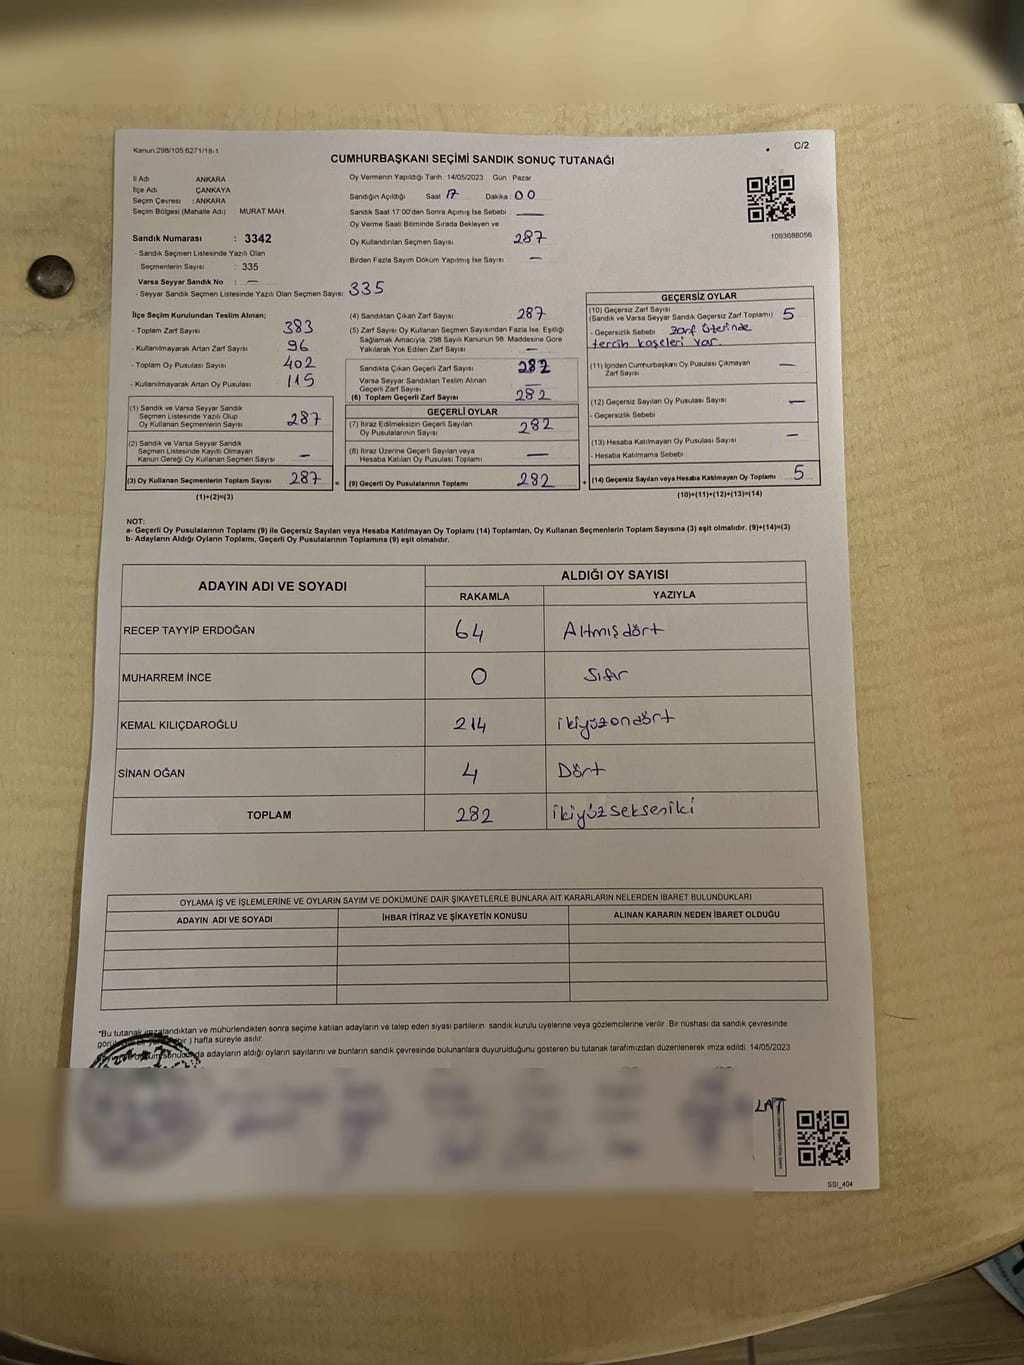 Kanun:298/105.6271/18-1
C/2
CUMHURBAŞKANI SEÇİMİ SANDIK SONUÇ TUTANAĞI
İl Adı ANKARA
İlçe Adı ÇANKAYA
Seçim Çevresi : ANKARA
Seçim Bölgesi (Mahalle Adı) MURAT MAH
Sandık Numarası : 3342
- Sandık Seçmen Listesinde Yazılı Olan
Seçmenlerin Sayısı : 335
Varsa Seyyar Sandık No : —
- Seyyar Sandık Seçmen Listesinde Yazılı Olan Seçmen Sayısı: 335
Oy Vermenin Yapıldığı Tarih :14/05/2023 Gün :Pazar
Sandığın Açıldığı Saat 17 Dakika 00
Sandık Saat 17:00'den Sonra Açımış İse Sebebi : —
Oy Verme Saati Bitiminde Sırada Bekleyen ve
Oy Kullandırılan Seçmen Sayısı 287
Birden Fazla Sayım Döküm Yapılmış İse Sayısı —
1093688056
İlçe Seçim Kurulundan Teslim Alınan;
- Toplam Zarf Sayısı 383
- Kullanılmayarak Artan Zarf Sayısı 96
- Toplam Oy Pusulası Sayısı 402
- Kullanılmayarak Artan Oy Pusulası 115
(1) Sandık ve Varsa Seyyar Sandık
Seçmen Listesinde Yazılı Olup
Oy Kullanan Seçmenlerin Sayısı 287
(2) Sandık ve Varsa Seyyar Sandık
Seçmen Listesinde Kayıtlı Olmayan
Kanun Gereği Oy Kullanan Seçmen Sayısı —
(3) Oy Kullanan Seçmenlerin Toplam Sayısı 287 =
(1)+(2)=(3)
(4) Sandıktan Çıkan Zarf Sayısı 287
(5) Zarf Sayısı Oy Kullanan Seçmen Sayısından Fazla İse, Eşitliği
Sağlamak Amacıyla, 298 Sayılı Kanunun 98. Maddesine Göre
Yakılarak Yok Edilen Zarf Sayısı —
Sandıkta Çıkan Geçerli Zarf Sayısı 282
Varsa Seyyar Sandıktan Teslim Alınan
Geçerli Zarf Sayısı —
(6) Toplam Geçerli Zarf Sayısı 282
GEÇERLİ OYLAR
(7) İtiraz Edilmeksizin Geçerli Sayılan
Oy Pusulalarının Sayısı 282
(8) İtiraz Üzerine Geçerli Sayılan veya
Hesaba Katılan Oy Pusulası Toplamı —
(9) Geçerli Oy Pusulalarının Toplamı 282 +
GEÇERSİZ OYLAR
(10) Geçersiz Zarf Sayısı
(Sandık ve Varsa Seyyar Sandık Geçersiz Zarf Toplamı) 5
- Geçersizlik Sebebi zarf üzerinde
tercih kaşeleri var.
(11) İçinden Cumhurbaşkanı Oy Pusulası Çıkmayan
Zarf Sayısı —
(12) Geçersiz Sayılan Oy Pusulası Sayısı —
- Geçersizlik Sebebi
(13) Hesaba Katılmayan Oy Pusulası Sayısı —
- Hesaba Katılmama Sebebi
(14) Geçersiz Sayılan veya Hesaba Katılmayan Oy Toplamı 5
(10)+(11)+(12)+(13)=(14)
NOT:
a- Geçerli Oy Pusulalarının Toplamı (9) ile Geçersiz Sayılan veya Hesaba Katılmayan Oy Toplamı (14) Toplamları, Oy Kullanan Seçmenlerin Toplam Sayısına (3) eşit olmalıdır. (9)+(14)=(3)
b- Adayların Aldığı Oyların Toplamı, Geçerli Oy Pusulalarının Toplamına (9) eşit olmalıdır.
ADAYIN ADI VE SOYADI ALDIĞI OY SAYISI
RAKAMLA YAZIYLA
RECEP TAYYİP ERDOĞAN 64 Altmışdört
MUHARREM İNCE 0 Sıfır
KEMAL KILIÇDAROĞLU 214 ikiyüzondört
SİNAN OĞAN 4 Dört
TOPLAM 282 ikiyüzsekseniki
OYLAMA İŞ VE İŞLEMLERİNE VE OYLARIN SAYIM VE DÖKÜMÜNE DAİR ŞİKAYETLERLE BUNLARA AİT KARARLARIN NELERDEN İBARET BULUNDUKLARI
ADAYIN ADI VE SOYADI İHBAR İTİRAZ VE ŞİKAYETİN KONUSU ALINAN KARARIN NEDEN İBARET OLDUĞU
*Bu tutanak imzalandıktan ve mühürlendikten sonra seçime katılan adayların ve talep eden siyasi partilerin sandık kurulu üyelerine veya gözlemcilerine verilir. Bir nüshası da sandık çevresinde
) hafta süreyle asılır.
adayların aldığı oyların sayılarını ve bunların sandık çevresinde bulunanlara duyurulduğunu gösteren bu tutanak tarafımızdan düzenlenerek imza edildi. 14/05/2023
LAT
SSI_404